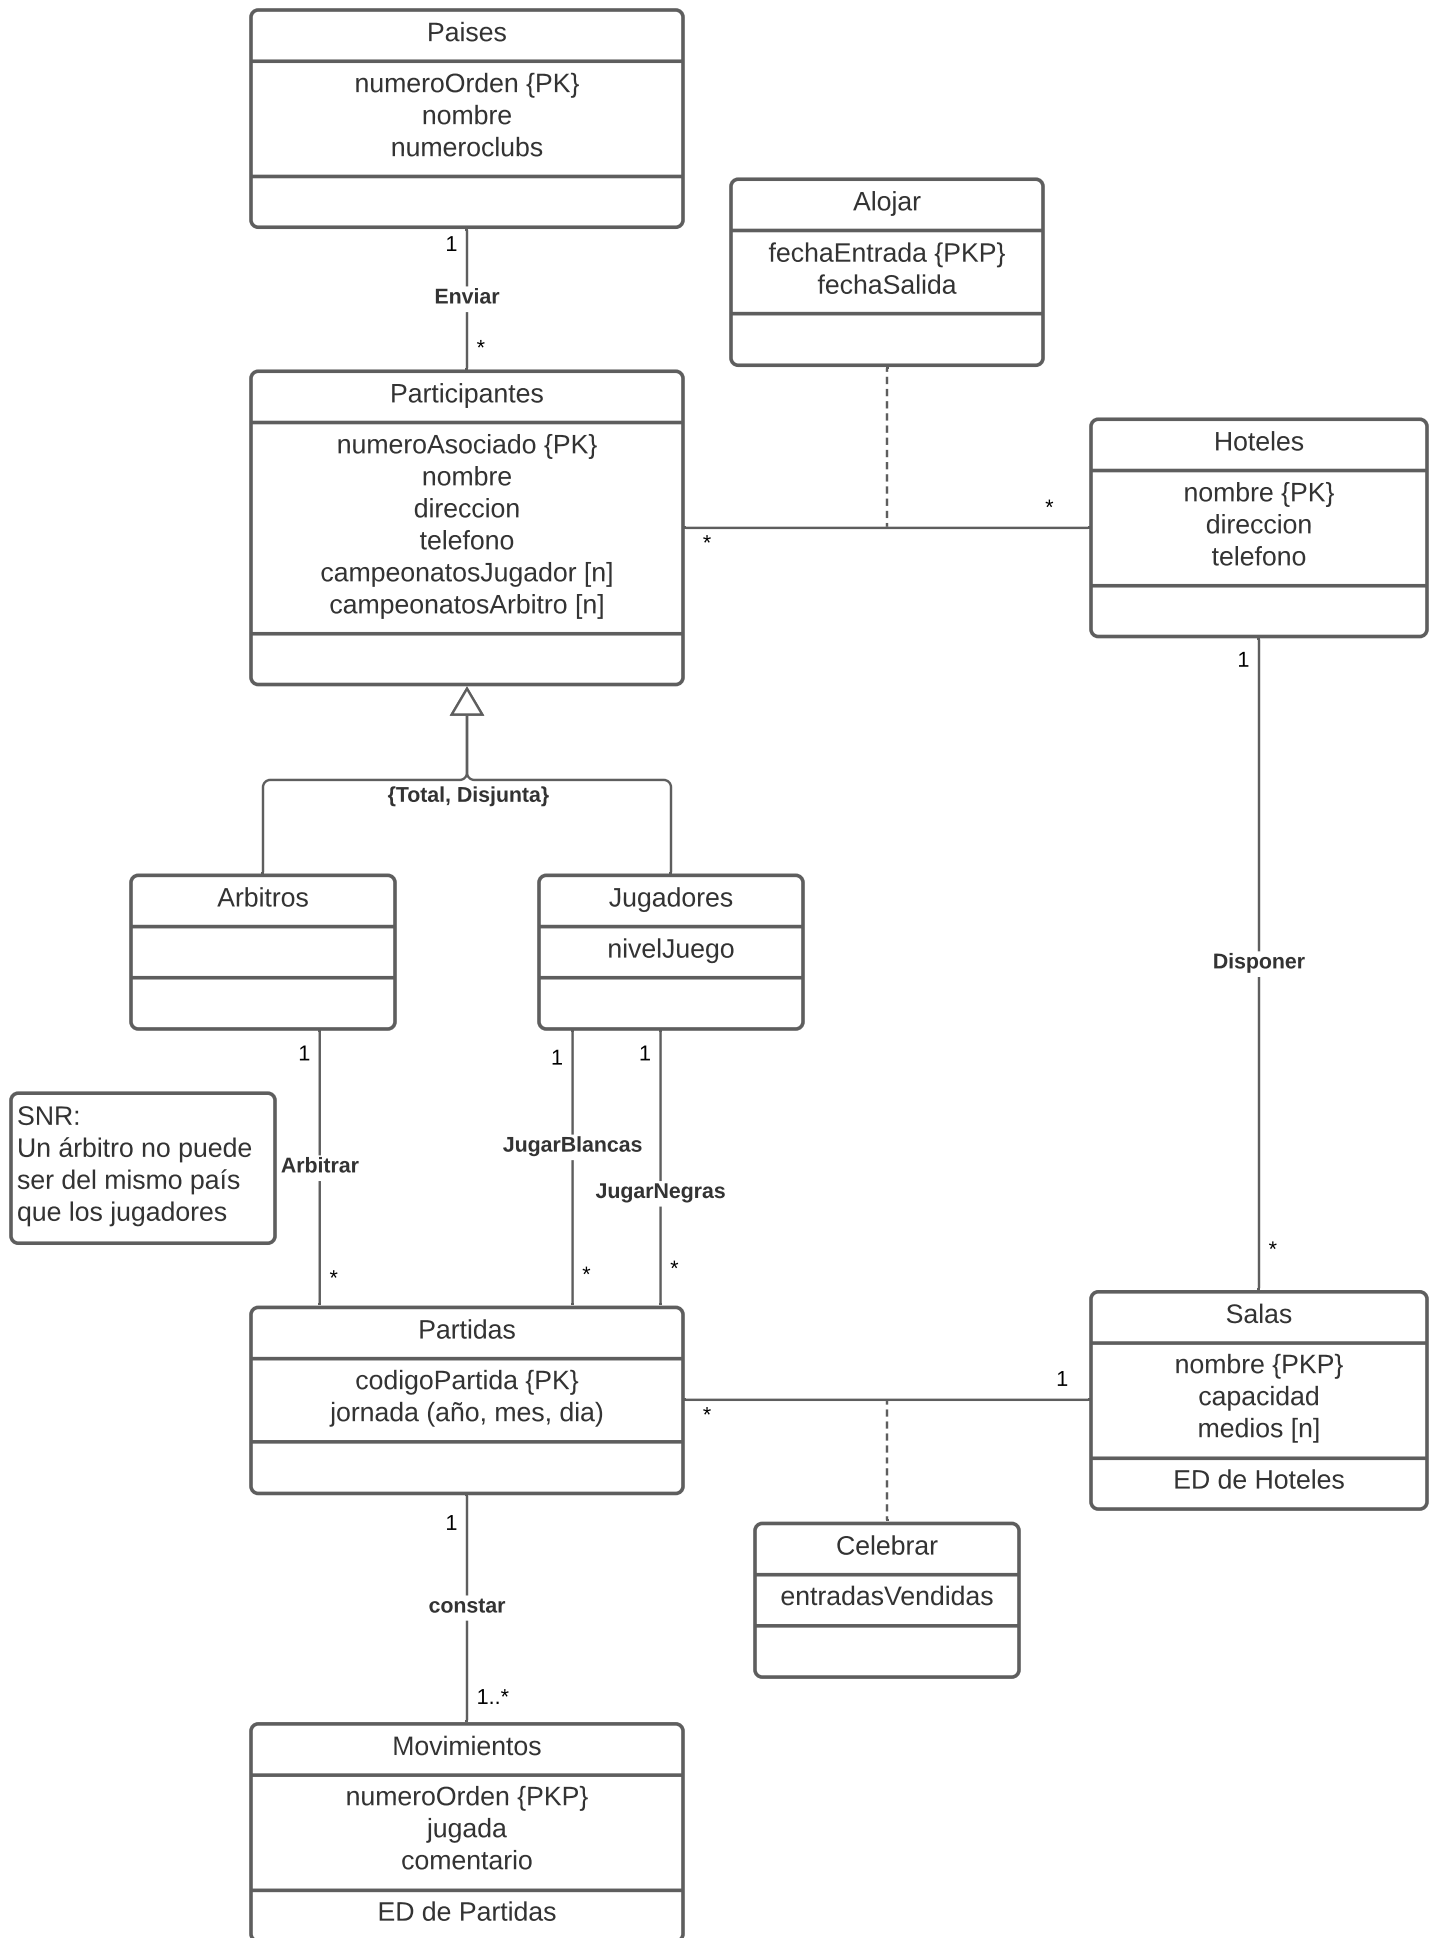 Paises
numeroOrden {PK}
nombre
numeroclubs
1
Enviar
*
Alojar
fechaEntrada {PKP}
fechaSalida
Participantes
numeroAsociado {PK}
nombre
direccion
telefono
campeonatosJugador [n]
campeonatosArbitro [n]
*
*
Hoteles
nombre {PK}
direccion
telefono
1
{Total, Disjunta}
Arbitros
Jugadores
nivelJuego
Disponer
1
1
1
SNR:
Un árbitro no puede
ser del mismo país
que los jugadores
Arbitrar
JugarBlancas
JugarNegras
*
*
*
*
Partidas
codigoPartida {PK}
jornada (año, mes, dia)
*
1
Salas
nombre {PKP}
capacidad
medios [n]
ED de Hoteles
Celebrar
entradasVendidas
1
constar
1..*
Movimientos
numeroOrden {PKP}
jugada
comentario
ED de Partidas